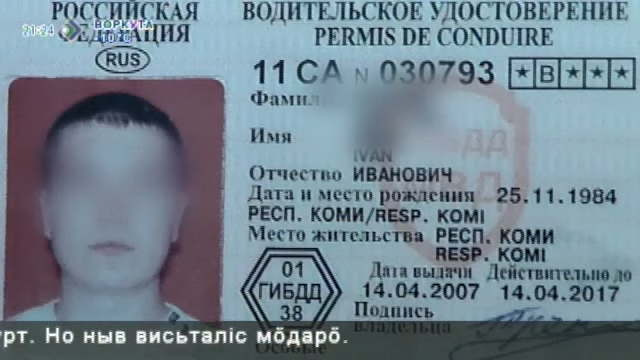 РОССИЙСКАЯ
ФЕДЕРАЦИЯ
RUS
21:24
ВОРКУТА
ВОДИТЕЛЬСКОЕ УДОСТОВЕРЕНИЕ
PERMIS DE CONDUIRE
11 СА N 030793 * B * * *
Фамил
Имя
IVAN
Отчество ИВАНОВИЧ
Дата и место рождения 25.11.1984
РЕСП. КОМИ/RESP. KOMI
Место жительства РЕСП. КОМИ
RESP. KOMI
01
ГИБДД
38
Дата выдачи Действительно до
14.04.2007 14.04.2017
Подпись
владельца
Особые
урт. Но ныв висьталіс мӧдарӧ.